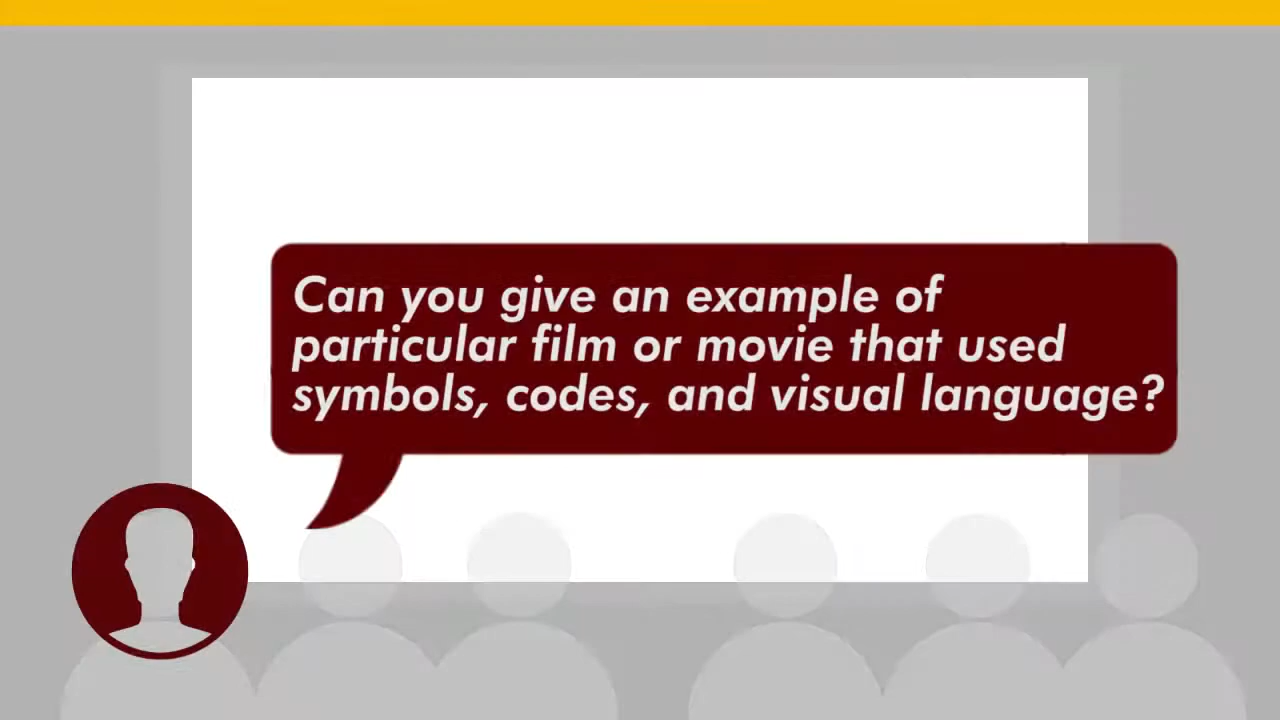 Can you give an example of
particular film or movie that used
symbols, codes, and visual language?